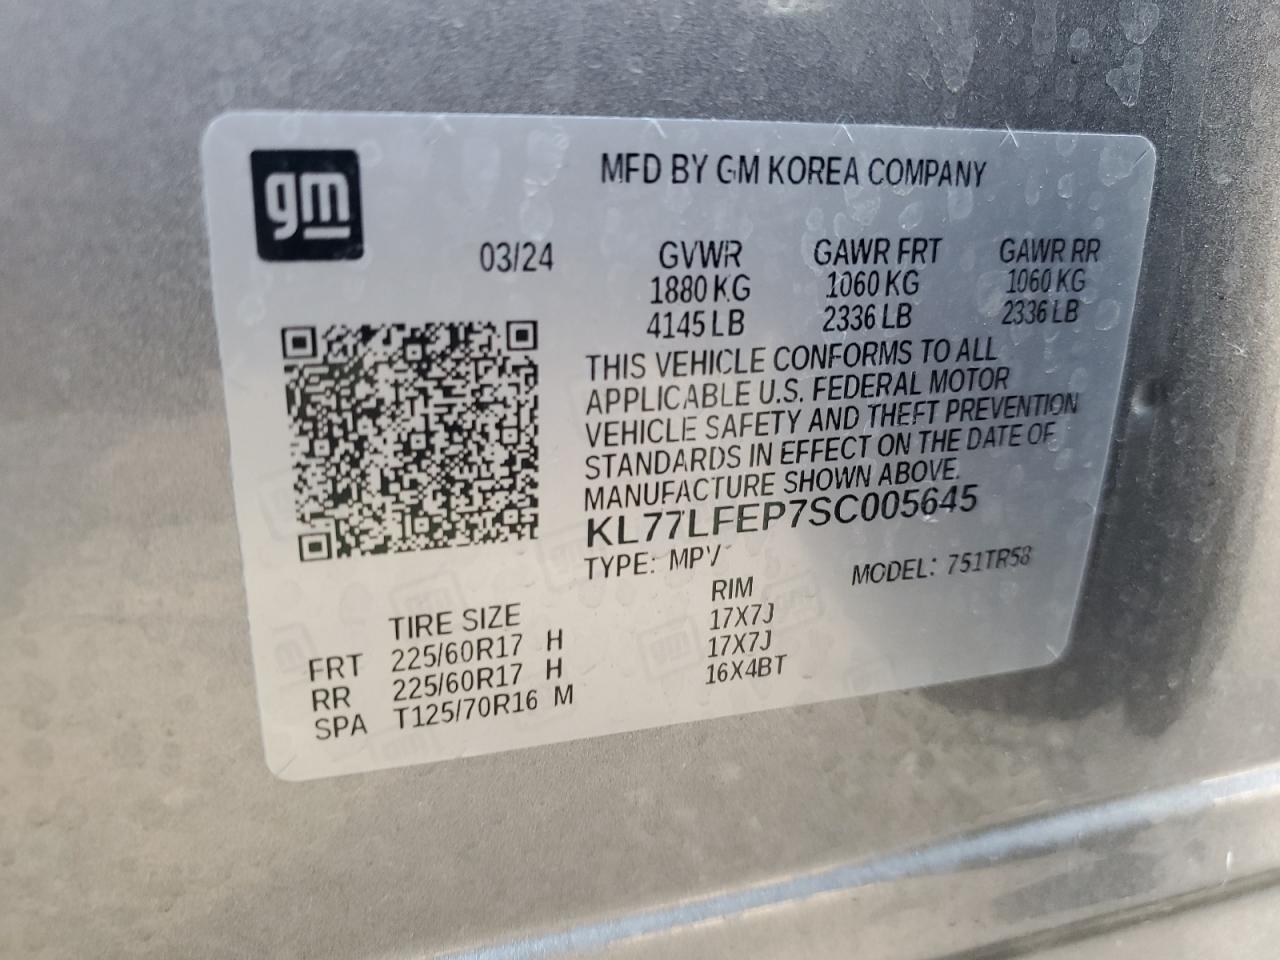 gm
MFD BY GM KOREA COMPANY
03/24
GVWR GAWR FRT GAWR RR
1880 KG 1060 KG 1060 KG
4145 LB 2336 LB 2336 LB
THIS VEHICLE CONFORMS TO ALL
APPLICABLE U.S. FEDERAL MOTOR
VEHICLE SAFETY AND THEFT PREVENTION
STANDARDS IN EFFECT ON THE DATE OF
MANUFACTURE SHOWN ABOVE.
KL77LFEP7SC005645
TYPE: MPV MODEL: 751TR58
TIRE SIZE RIM
FRT 225/60R17 H 17X7J
RR 225/60R17 H 17X7J
SPA T125/70R16 M 16X4BT